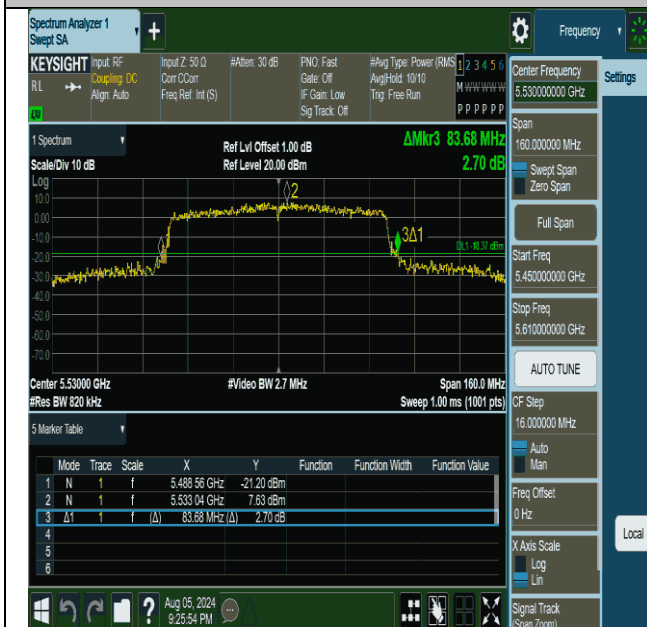 Spectrum Analyzer 1
Swept SA
+
Frequency
KEYSIGHT
RL
Input: RF
Coupling: DC
Align: Auto
Input Z: 50 Ω
Corr CCorr
Freq Ref: Int (S)
#Atten: 30 dB
PNO: Fast
Gate: Off
IF Gain: Low
Sig Track: Off
#Avg Type: Power (RMS
Avg|Hold: 10/10
Trig: Free Run
1 2 3 4 5 6
M W W W W W
P P P P P P
1 Spectrum
Scale/Div 10 dB
Log
Ref Lvl Offset 1.00 dB
Ref Level 20.00 dBm
ΔMkr3 83.68 MHz
2.70 dB
10.0
0.00
-10.0
-20.0
-30.0
-40.0
-50.0
-60.0
-70.0
2
3Δ1
DL1 -18.37 dBm
Center 5.53000 GHz
#Video BW 2.7 MHz
Span 160.0 MHz
#Res BW 820 kHz
Sweep 1.00 ms (1001 pts)
5 Marker Table
Mode Trace Scale X Y Function Function Width Function Value
1 N 1 f 5.488 56 GHz -21.20 dBm
2 N 1 f 5.533 04 GHz 7.63 dBm
3 Δ1 1 f (Δ) 83.68 MHz (Δ) 2.70 dB
4
5
6
Aug 05, 2024
9:25:54 PM
?
Center Frequency
5.530000000 GHz
Settings
Span
160.000000 MHz
Swept Span
Zero Span
Full Span
Start Freq
5.450000000 GHz
Stop Freq
5.610000000 GHz
AUTO TUNE
CF Step
16.000000 MHz
Auto
Man
Freq Offset
0 Hz
Local
X Axis Scale
Log
Lin
Signal Track
(Span Zoom)